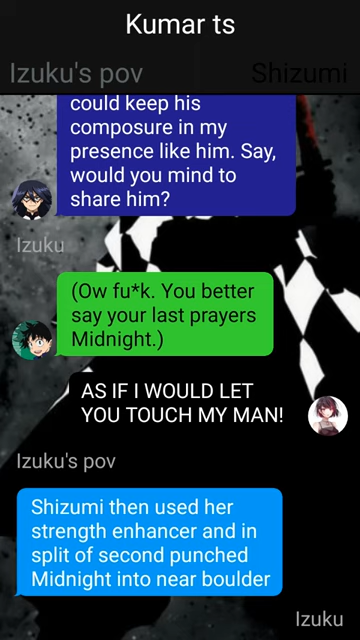 Kumar ts
Izuku's pov
Shizumi
could keep his
composure in my
presence like him. Say,
would you mind to
share him?
Izuku
(Ow fu*k. You better
say your last prayers
Midnight.)
AS IF I WOULD LET
YOU TOUCH MY MAN!
Izuku's pov
Shizumi then used her
strength enhancer and in
split of second punched
Midnight into near boulder
Izuku